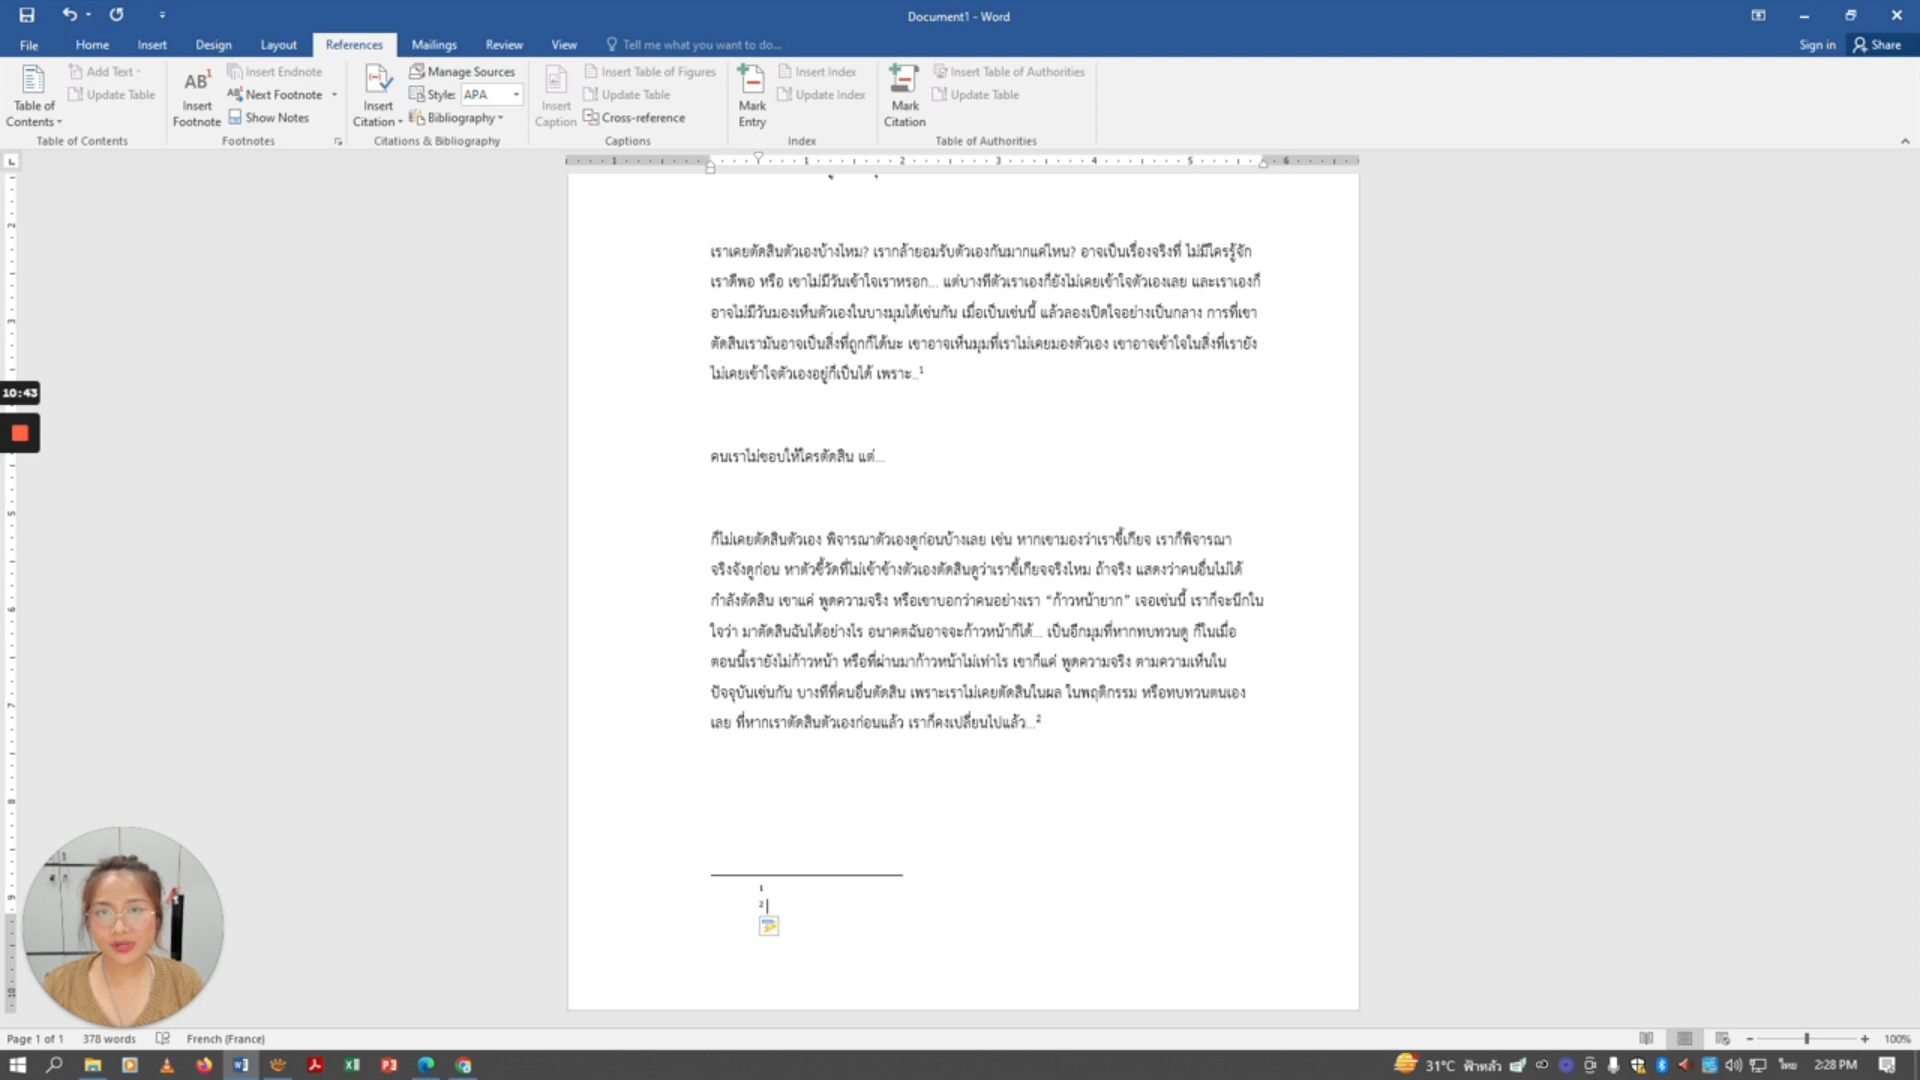 Document1 - Word
File Home Insert Design Layout References Mailings Review View Tell me what you want to do... Sign in Share
Table of Contents
Add Text
Update Table
Table of Contents
AB1 Insert Footnote
Insert Endnote
Next Footnote
Show Notes
Footnotes
Insert Citation
Manage Sources
Style: APA
Bibliography
Citations & Bibliography
Insert Caption
Insert Table of Figures
Update Table
Cross-reference
Captions
Mark Entry
Insert Index
Update Index
Index
Mark Citation
Insert Table of Authorities
Update Table
Table of Authorities
1 1 2 3 4 5 6
เราเคยตัดสินตัวเองบ้างไหม? เรากล้ายอมรับตัวเองกันมากแค่ไหน? อาจเป็นเรื่องจริงที่ ไม่มีใครรู้จัก
เราดีพอ หรือ เขาไม่มีวันเข้าใจเราหรอก... แต่บางทีตัวเราเองก็ยังไม่เคยเข้าใจตัวเองเลย และเราเองก็
อาจไม่มีวันมองเห็นตัวเองในบางมุมได้เช่นกัน เมื่อเป็นเช่นนี้ แล้วลองเปิดใจอย่างเป็นกลาง การที่เขา
ตัดสินเรามันอาจเป็นสิ่งที่ถูกก็ได้นะ เขาอาจเห็นมุมที่เราไม่เคยมองตัวเอง เขาอาจเข้าใจในสิ่งที่เรายัง
ไม่เคยเข้าใจตัวเองอยู่ก็เป็นได้ เพราะ..1
คนเราไม่ชอบให้ใครตัดสิน แต่...
ก็ไม่เคยตัดสินตัวเอง พิจารณาตัวเองดูก่อนบ้างเลย เช่น หากเขามองว่าเราขี้เกียจ เราก็พิจารณา
จริงจังดูก่อน หาตัวชี้วัดที่ไม่เข้าข้างตัวเองตัดสินดูว่าเราขี้เกียจจริงไหม ถ้าจริง แสดงว่าคนอื่นไม่ได้
กำลังตัดสิน เขาแค่ พูดความจริง หรือเขาบอกว่าคนอย่างเรา “ก้าวหน้ายาก” เจอเช่นนี้ เราก็จะนึกใน
ใจว่า มาตัดสินฉันได้อย่างไร อนาคตฉันอาจจะก้าวหน้าก็ได้... เป็นอีกมุมที่หากทบทวนดู ก็ในเมื่อ
ตอนนี้เรายังไม่ก้าวหน้า หรือที่ผ่านมาก้าวหน้าไม่เท่าไร เขาก็แค่ พูดความจริง ตามความเห็นใน
ปัจจุบันเช่นกัน บางทีที่คนอื่นตัดสิน เพราะเราไม่เคยตัดสินในผล ในพฤติกรรม หรือทบทวนตนเอง
เลย ที่หากเราตัดสินตัวเองก่อนแล้ว เราก็คงเปลี่ยนไปแล้ว...2
1
2
10:43
Page 1 of 1 378 words French (France) 100%
31°C ฟ้าหลัว ไทย 2:28 PM